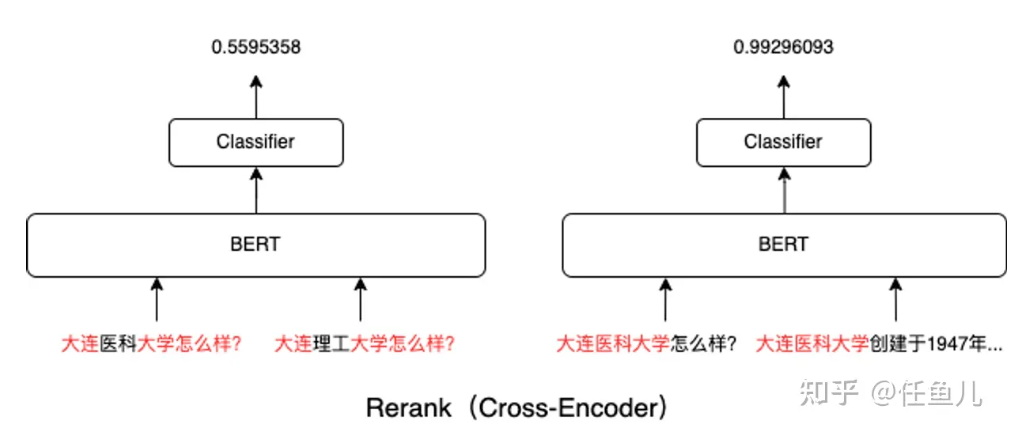 0.5595358
0.99296093
Classifier
Classifier
BERT
BERT
大连医科大学怎么样?
大连理工大学怎么样?
大连医科大学怎么样?
大连医科大学创建于1947年...
Rerank（Cross-Encoder）
知乎 @任鱼儿